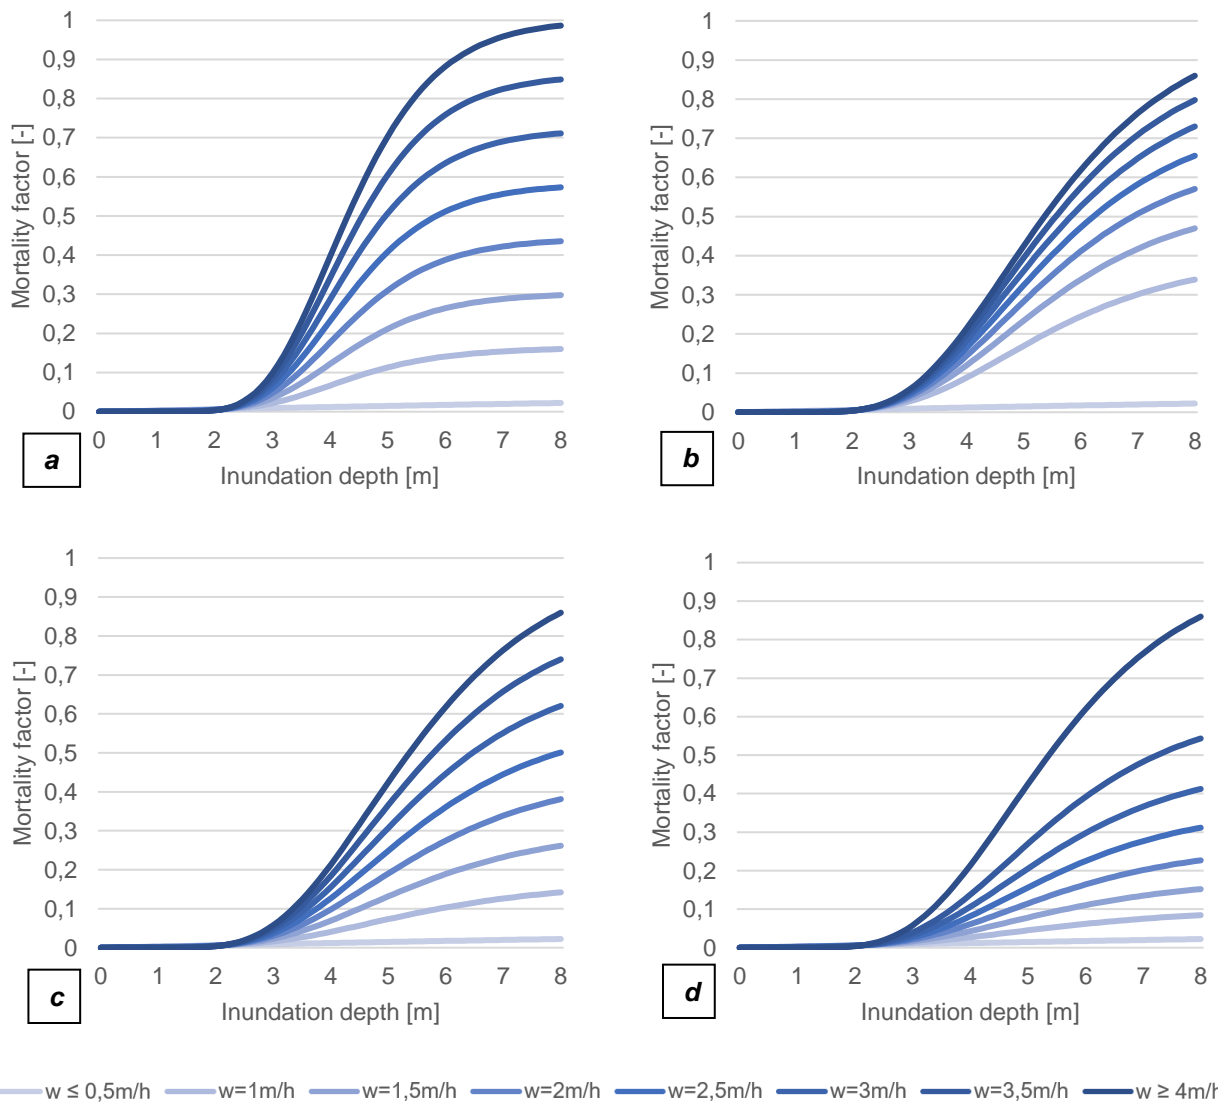 1
0,9
0,8
0,7
0,6
0,5
0,4
0,3
0,2
0,1
0
Mortality factor [-]
0 1 2 3 4 5 6 7 8
Inundation depth [m]
a
1
0,9
0,8
0,7
0,6
0,5
0,4
0,3
0,2
0,1
0
Mortality factor [-]
0 1 2 3 4 5 6 7 8
Inundation depth [m]
b
1
0,9
0,8
0,7
0,6
0,5
0,4
0,3
0,2
0,1
0
Mortality factor [-]
0 1 2 3 4 5 6 7 8
Inundation depth [m]
c
1
0,9
0,8
0,7
0,6
0,5
0,4
0,3
0,2
0,1
0
Mortality factor [-]
0 1 2 3 4 5 6 7 8
Inundation depth [m]
d
w ≤ 0,5m/h w=1m/h w=1,5m/h w=2m/h w=2,5m/h w=3m/h w=3,5m/h w ≥ 4m/h